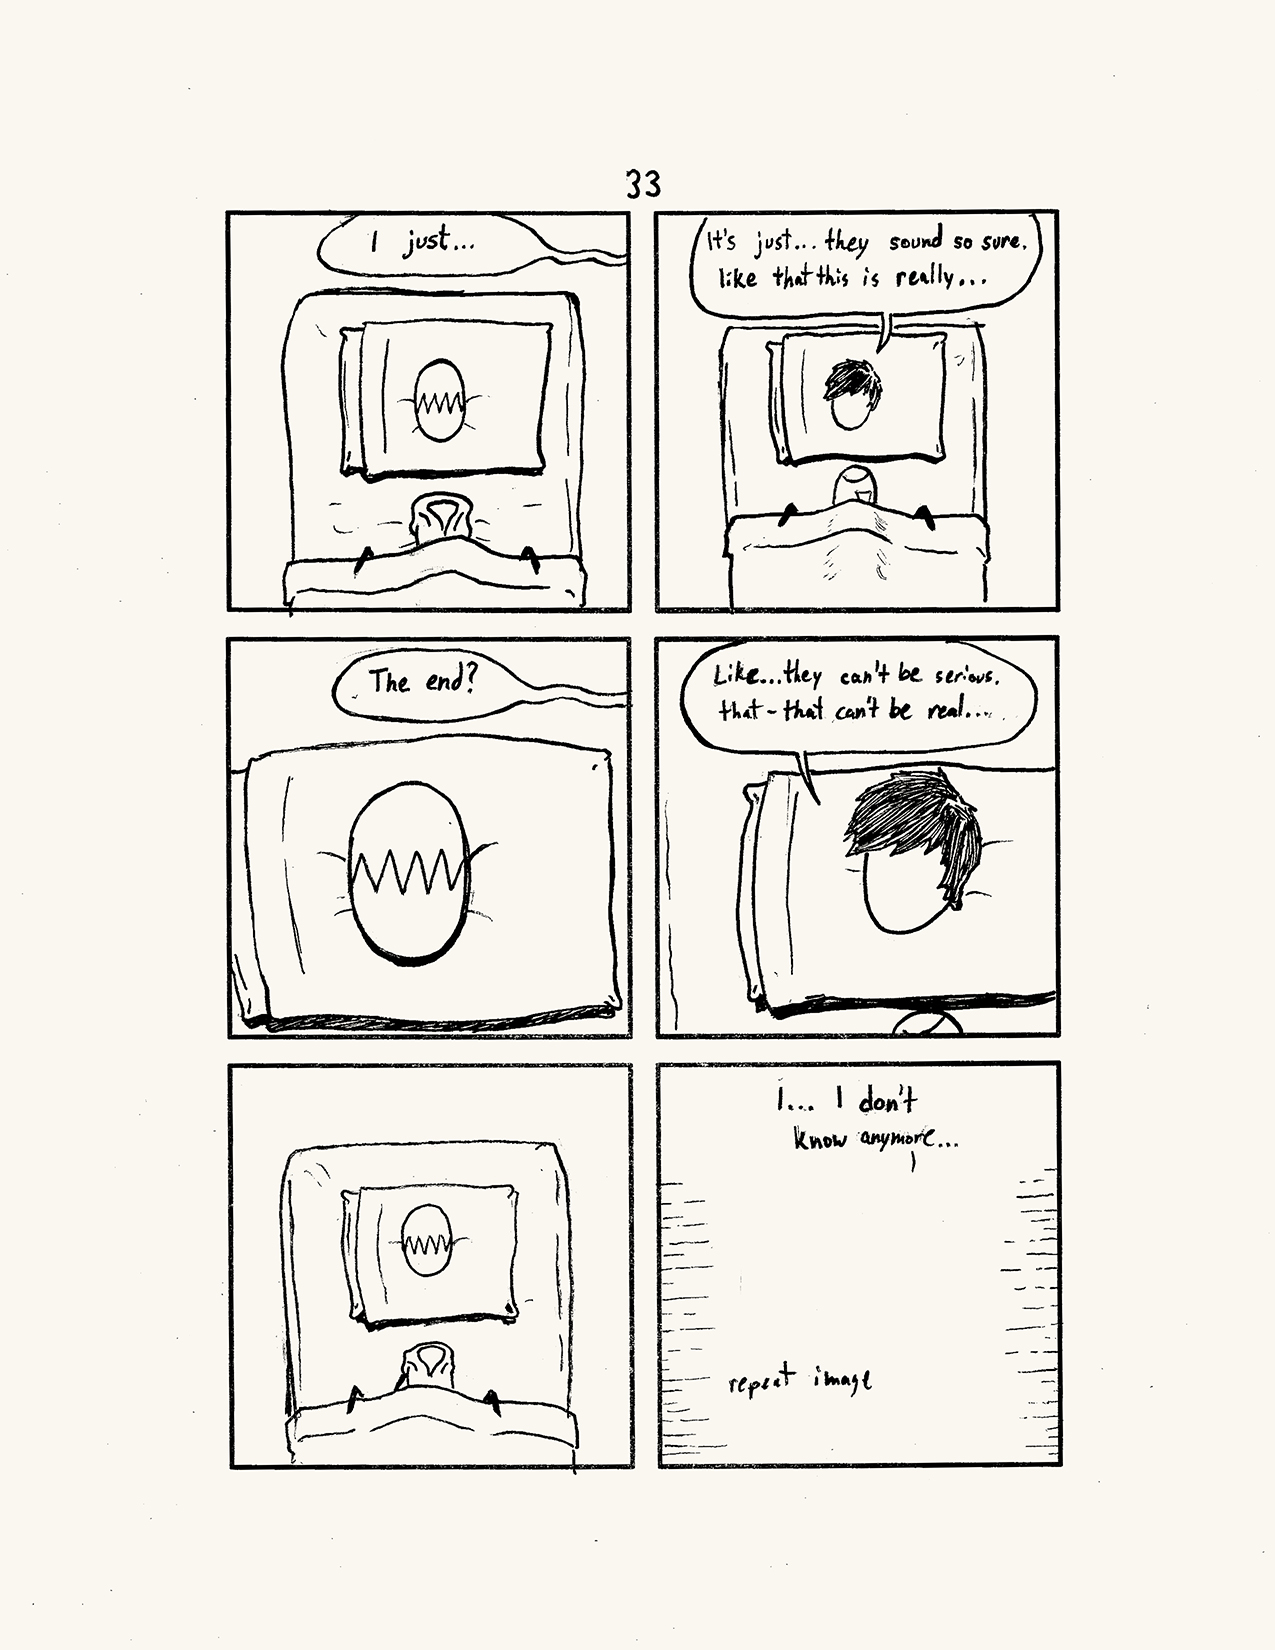 33
I just...
It's just... they sound so sure.
like that this is really...
The end?
Like...they can't be serious.
that-that can't be real...
I... I don't
know anymore...
repeat image